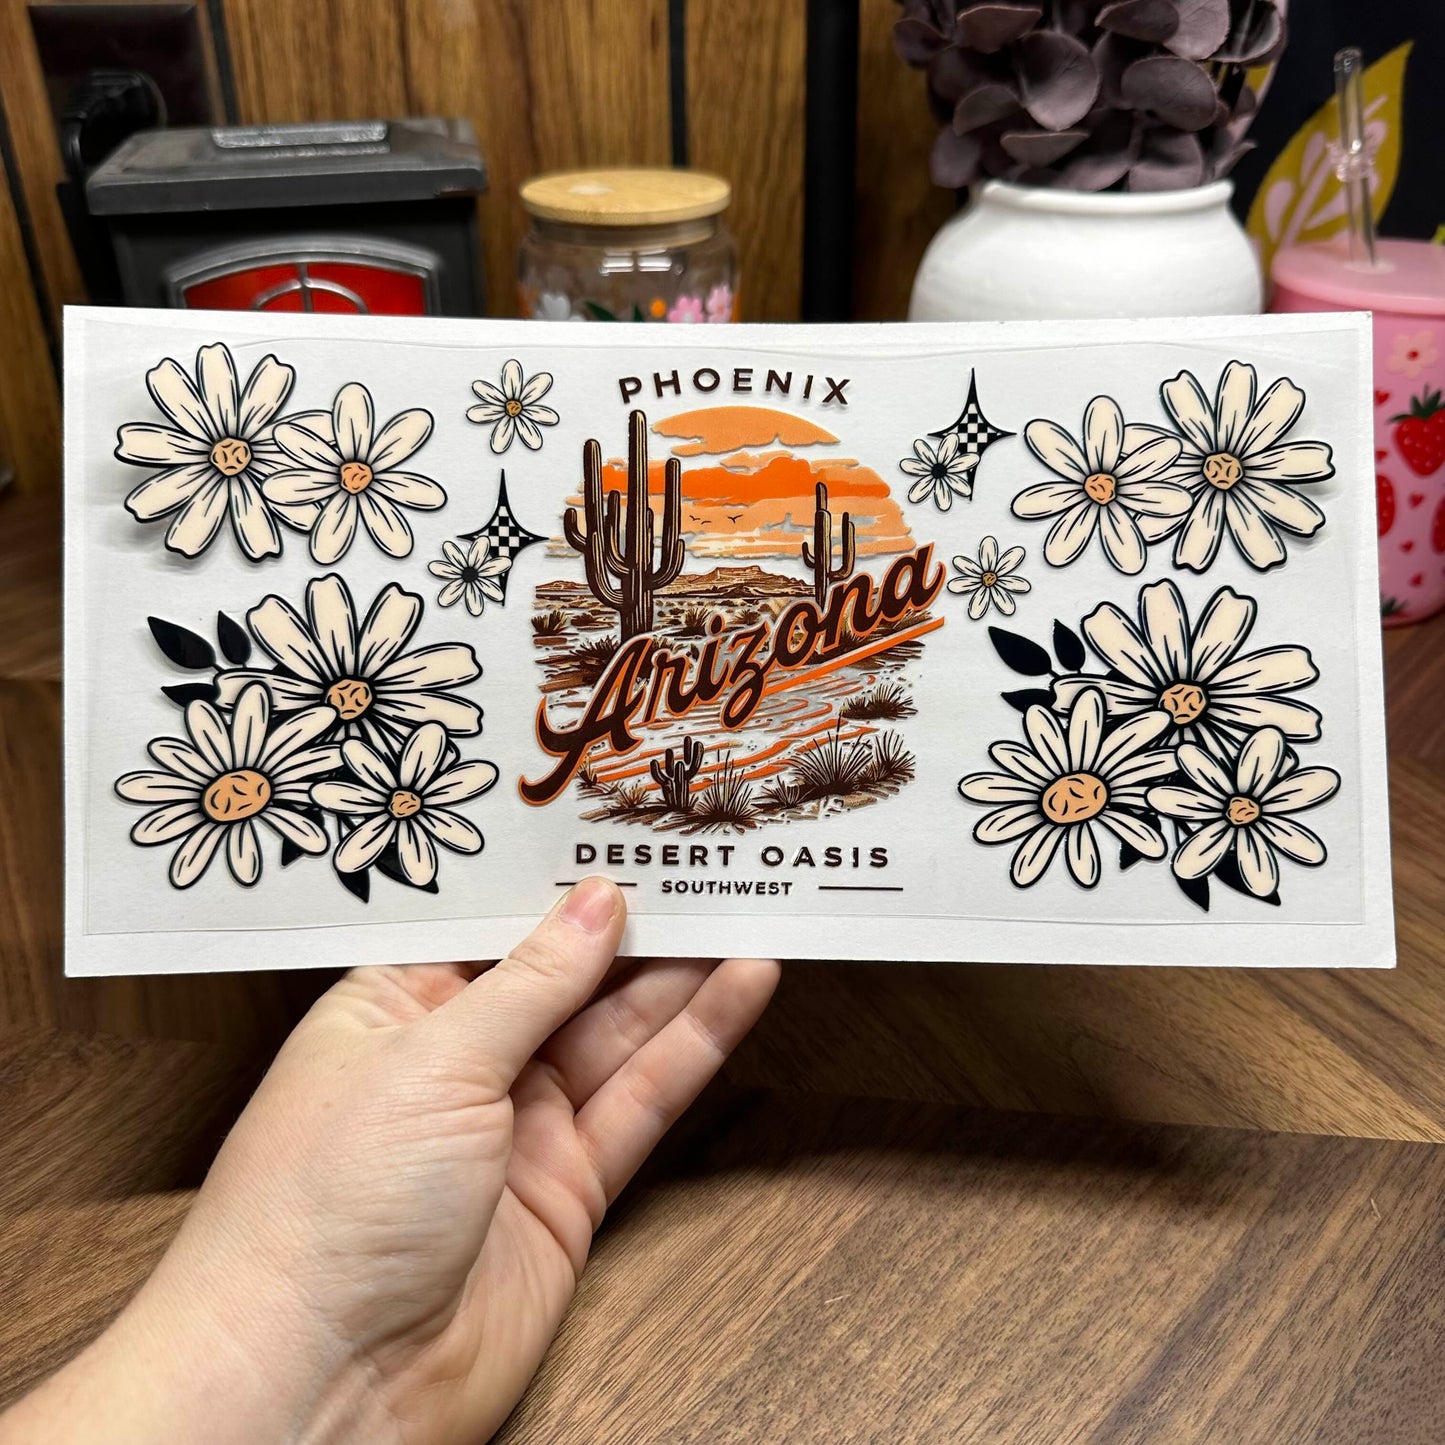 PHOENIX
Arizona
DESERT OASIS
SOUTHWEST